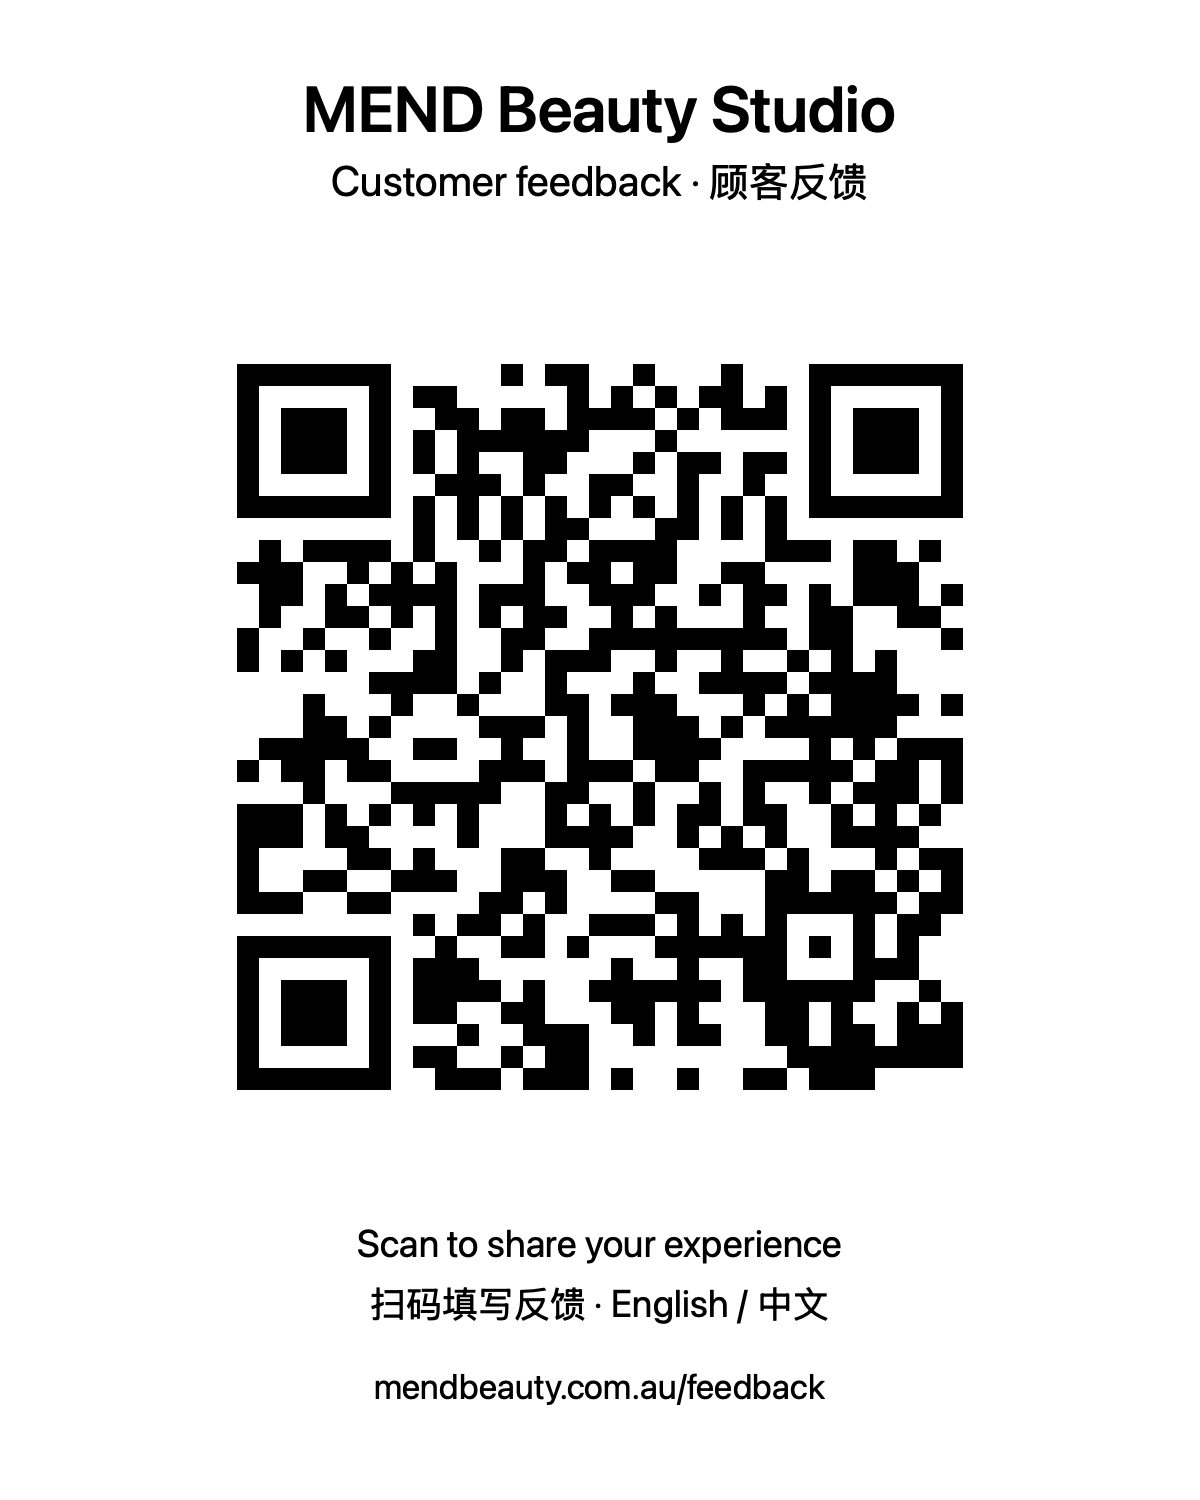 MEND Beauty Studio
Customer feedback · 顾客反馈
Scan to share your experience
扫码填写反馈 · English / 中文
mendbeauty.com.au/feedback